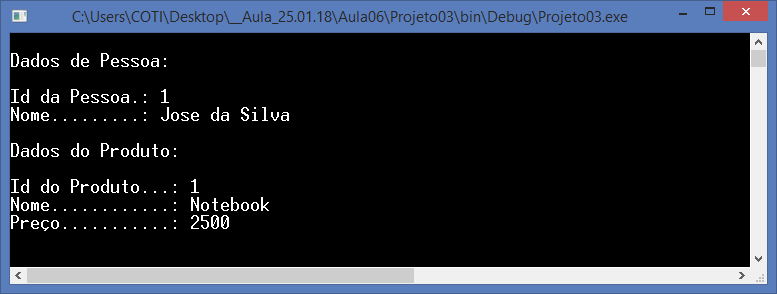 C:\Users\COTI\Desktop\__Aula_25.01.18\Aula06\Projeto03\bin\Debug\Projeto03.exe
Dados de Pessoa:
Id da Pessoa.: 1
Nome.........: Jose da Silva
Dados do Produto:
Id do Produto...: 1
Nome............: Notebook
Preço...........: 2500